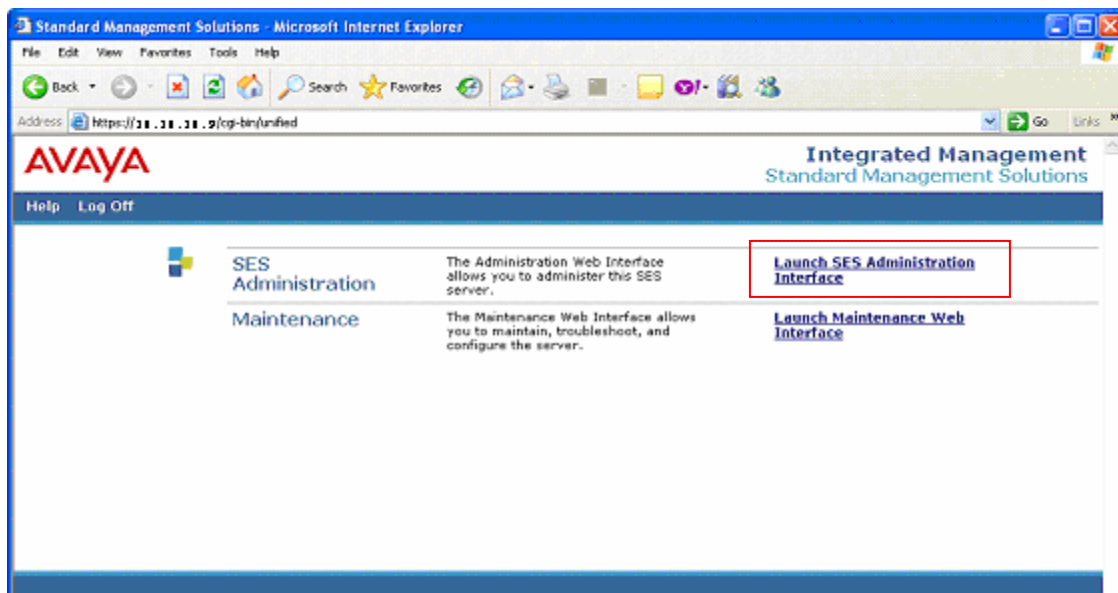 Standard Management Solutions - Microsoft Internet Explorer
File Edit View Favorites Tools Help
Back Search Favorites
Address https:// /cgi-bin/unified Go Links
AVAYA
Integrated Management
Standard Management Solutions
Help Log Off
SES
Administration
The Administration Web Interface
allows you to administer this SES
server.
Launch SES Administration
Interface
Maintenance
The Maintenance Web Interface allows
you to maintain, troubleshoot, and
configure the server.
Launch Maintenance Web
Interface